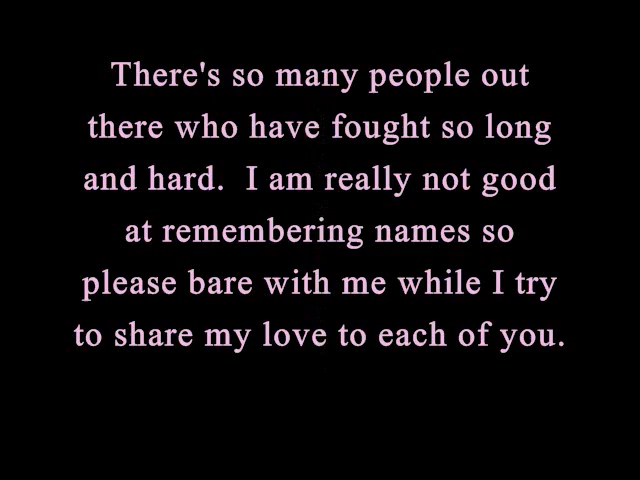 There's so many people out
there who have fought so long
and hard.  I am really not good
at remembering names so
please bare with me while I try
to share my love to each of you.